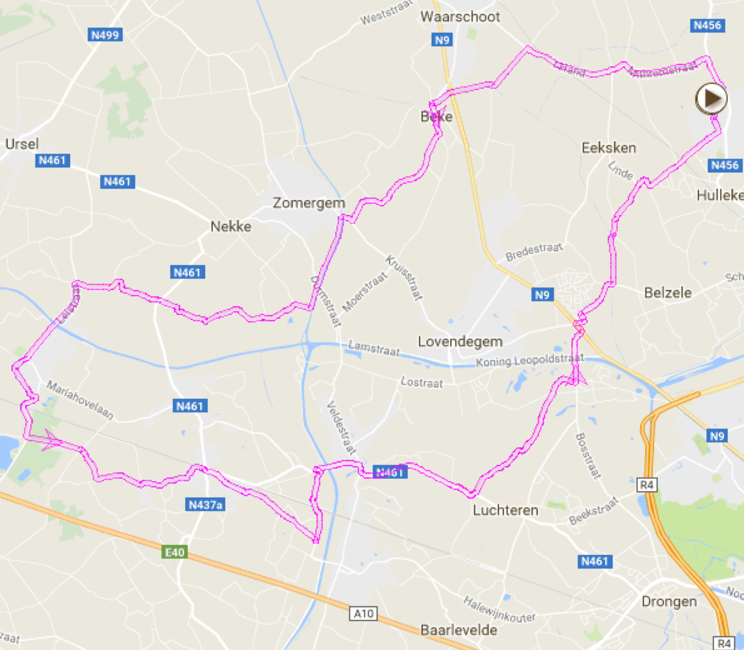 Waarschoot
Weststraat
N456
N499
N9
Beke
Ursel
Eeksken
N461
N461
N456
Linde
Hulleke
Zomergem
Nekke
Bredestraat
Kruisstraat
N461
Moerstraat
N9
Belzele
Lovendegem
Lamstraat
Koning Leopoldstraat
Lostraat
Mariahovelaan
N461
Veldestraat
N9
Bosstraat
N461
R4
N437a
Luchteren
Beekstraat
E40
N461
Drongen
Halewijnkouter
A10
Baarlevelde
R4